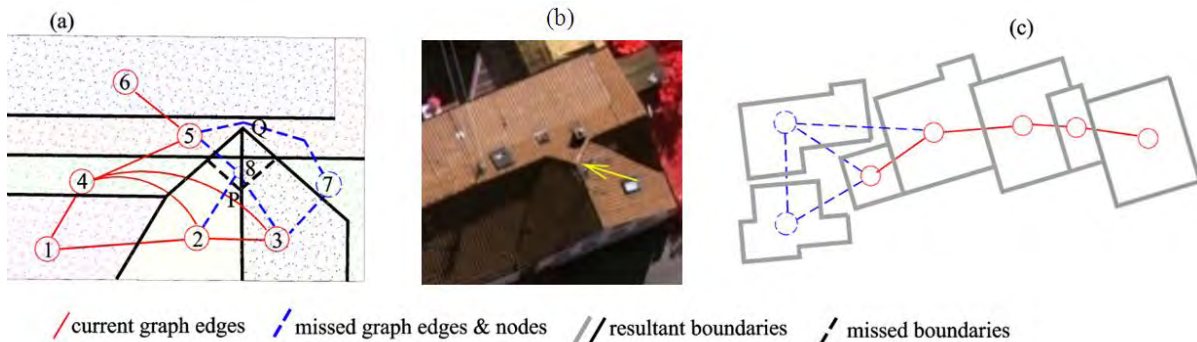 (a)
(b)
(c)
6
5
Q
4
8
7
P
2
3
1
current graph edges
missed graph edges & nodes
resultant boundaries
missed boundaries